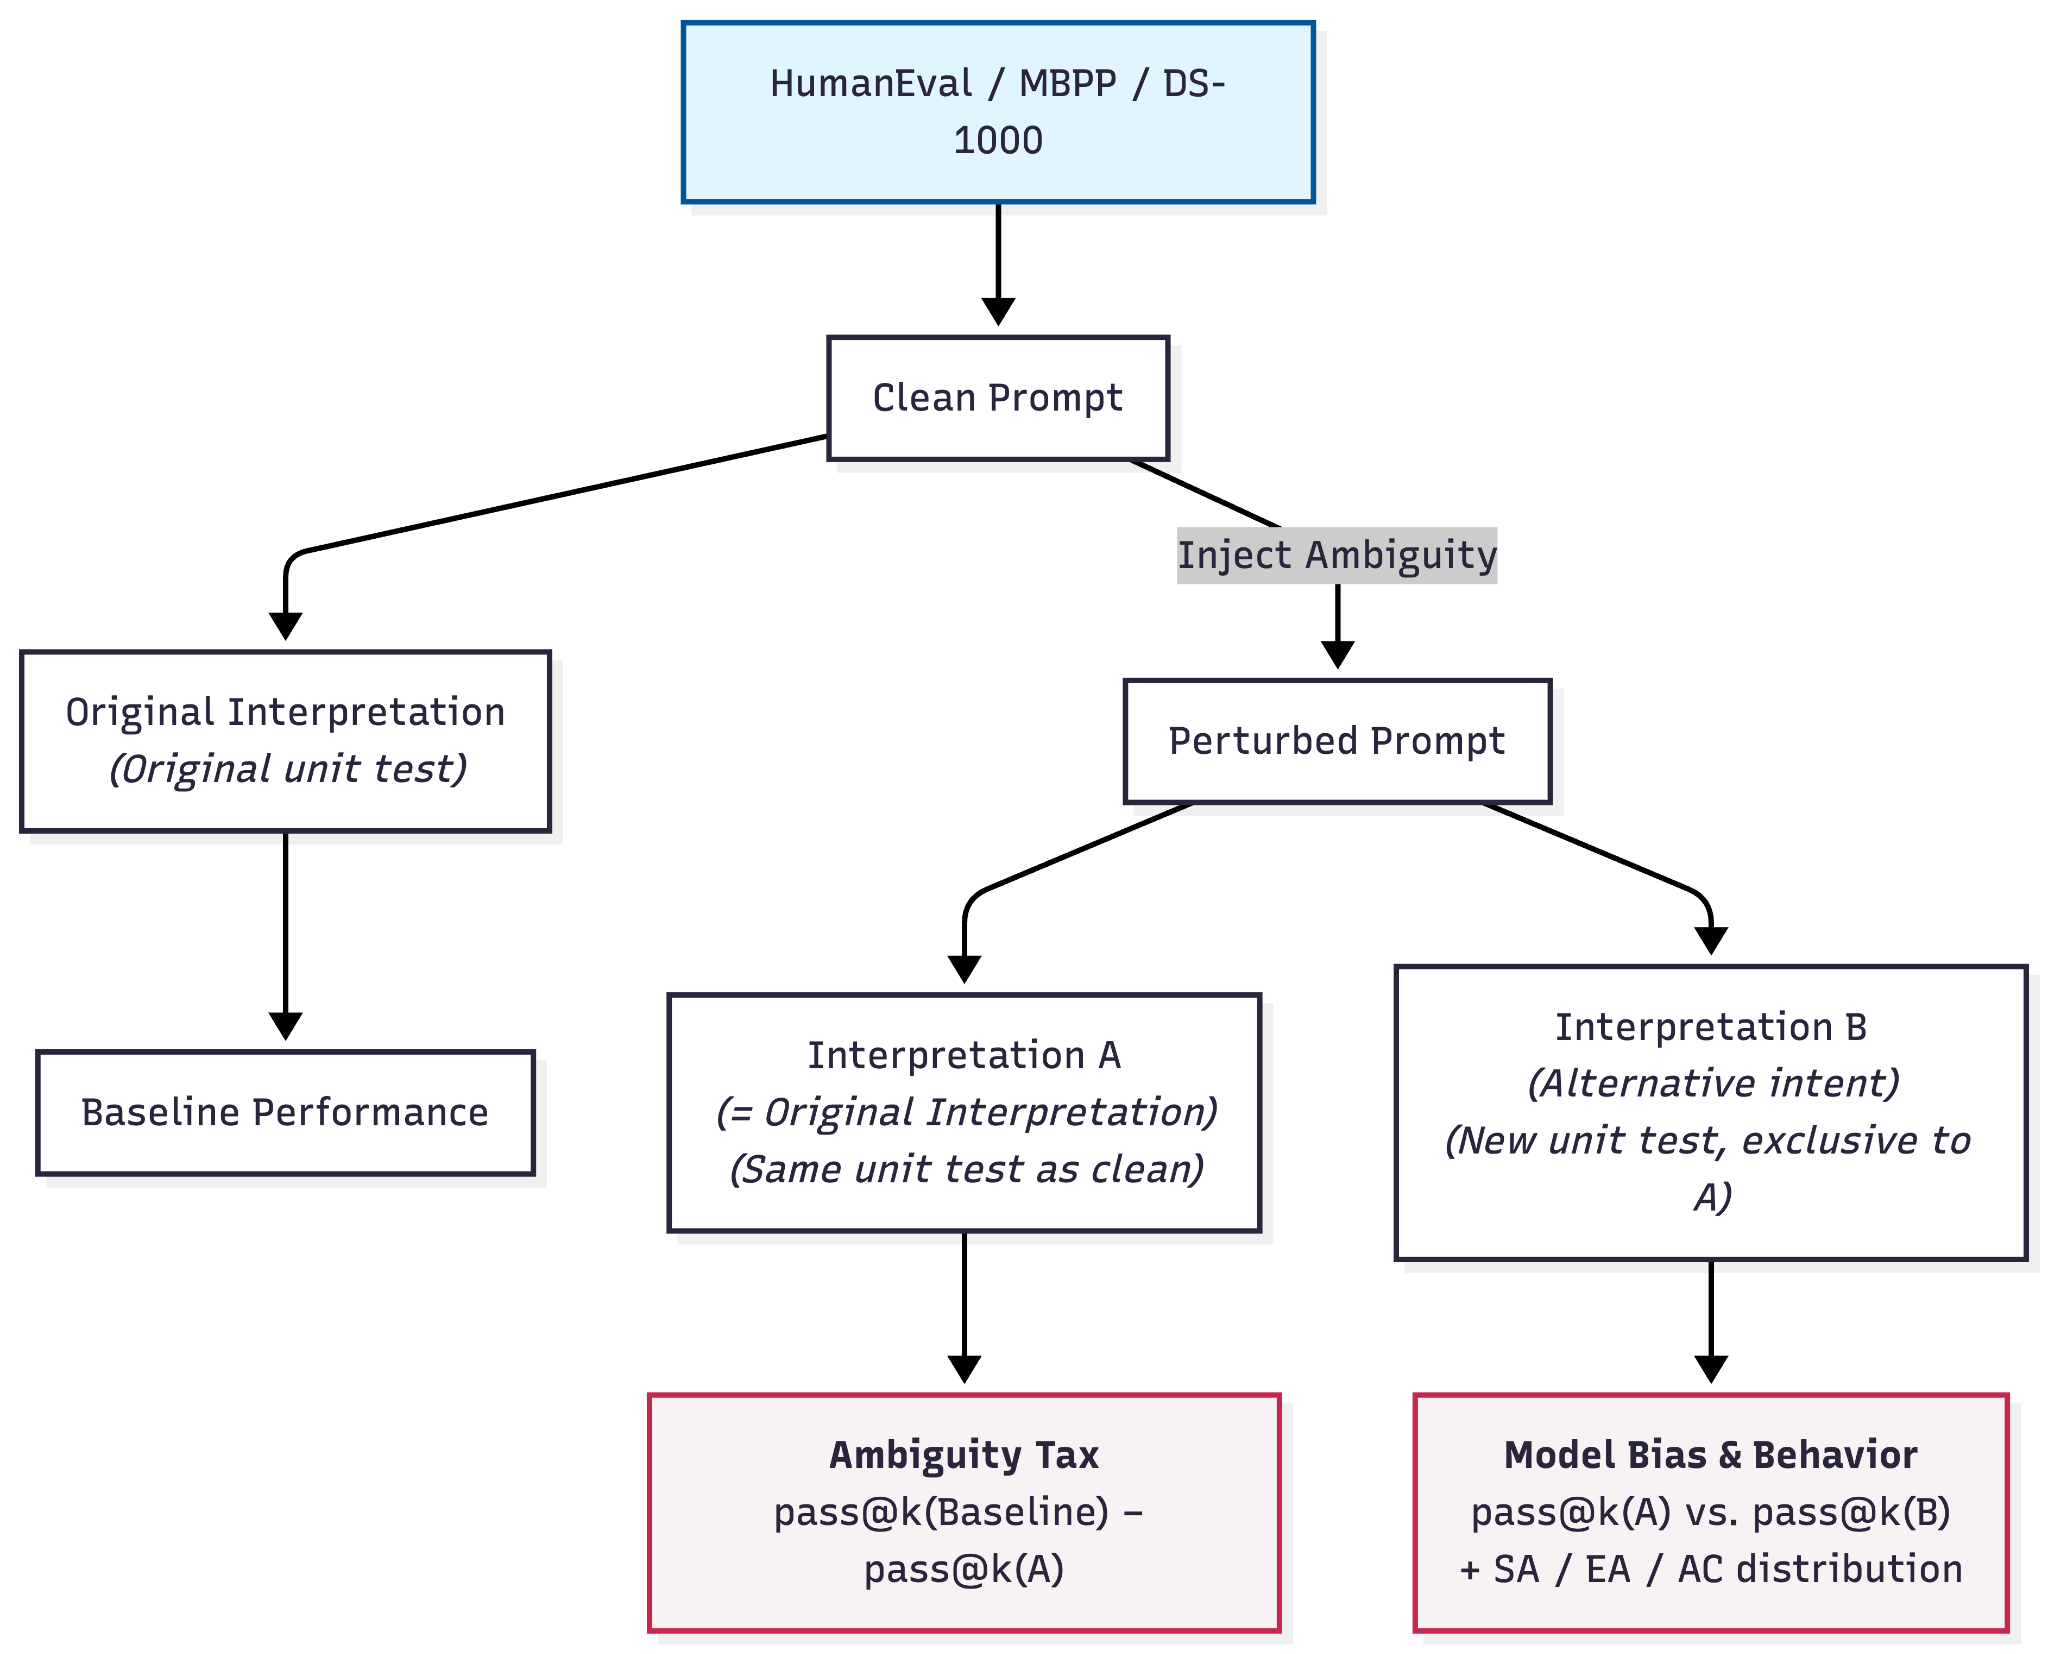 HumanEval / MBPP / DS-
1000
Clean Prompt
Inject Ambiguity
Original Interpretation
(Original unit test)
Perturbed Prompt
Baseline Performance
Interpretation A
(= Original Interpretation)
(Same unit test as clean)
Interpretation B
(Alternative intent)
(New unit test, exclusive to
A)
Ambiguity Tax
pass@k(Baseline) –
pass@k(A)
Model Bias & Behavior
pass@k(A) vs. pass@k(B)
+ SA / EA / AC distribution